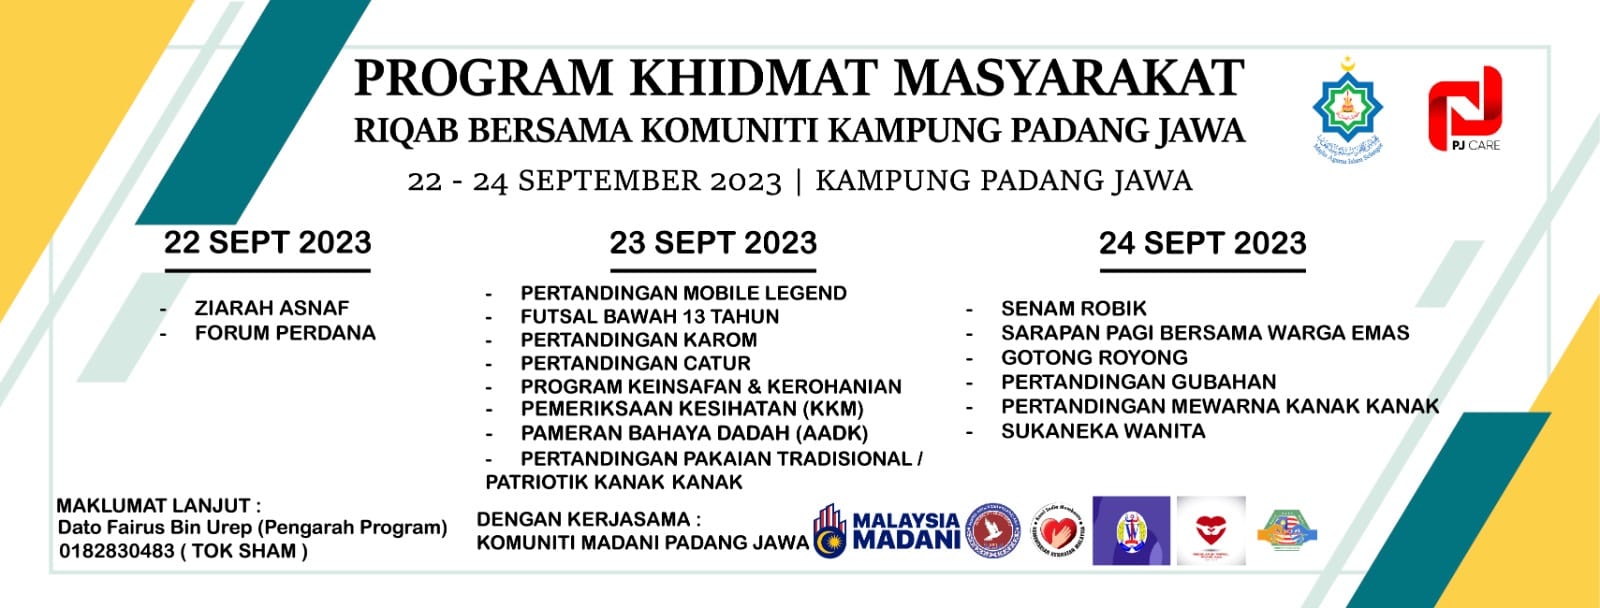 PROGRAM KHIDMAT MASYARAKAT
RIQAB BERSAMA KOMUNITI KAMPUNG PADANG JAWA
22 - 24 SEPTEMBER 2023 | KAMPUNG PADANG JAWA
Majlis Agama Islam Selangor
PJ CARE
22 SEPT 2023
- ZIARAH ASNAF
- FORUM PERDANA
23 SEPT 2023
- PERTANDINGAN MOBILE LEGEND
- FUTSAL BAWAH 13 TAHUN
- PERTANDINGAN KAROM
- PERTANDINGAN CATUR
- PROGRAM KEINSAFAN & KEROHANIAN
- PEMERIKSAAN KESIHATAN (KKM)
- PAMERAN BAHAYA DADAH (AADK)
- PERTANDINGAN PAKAIAN TRADISIONAL /
PATRIOTIK KANAK KANAK
24 SEPT 2023
- SENAM ROBIK
- SARAPAN PAGI BERSAMA WARGA EMAS
- GOTONG ROYONG
- PERTANDINGAN GUBAHAN
- PERTANDINGAN MEWARNA KANAK KANAK
- SUKANEKA WANITA
MAKLUMAT LANJUT :
Dato Fairus Bin Urep (Pengarah Program)
0182830483 ( TOK SHAM )
DENGAN KERJASAMA :
KOMUNITI MADANI PADANG JAWA
MALAYSIA
MADANI